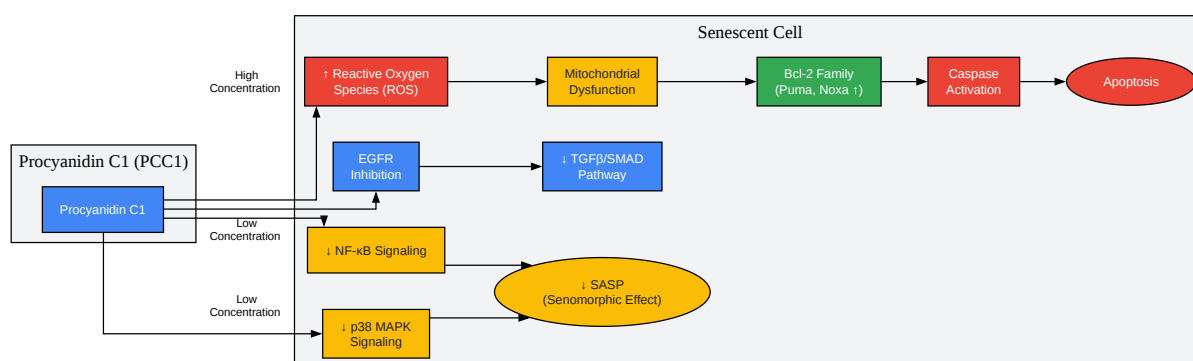 Senescent Cell
High
Concentration
↑ Reactive Oxygen
Species (ROS)
Mitochondrial
Dysfunction
Bcl-2 Family
(Puma, Noxa ↑)
Caspase
Activation
Apoptosis
Procyanidin C1 (PCC1)
Procyanidin C1
EGFR
Inhibition
↓ TGFβ/SMAD
Pathway
Low
Concentration
↓ NF-κB Signaling
↓ SASP
(Senomorphic Effect)
Low
Concentration
↓ p38 MAPK
Signaling